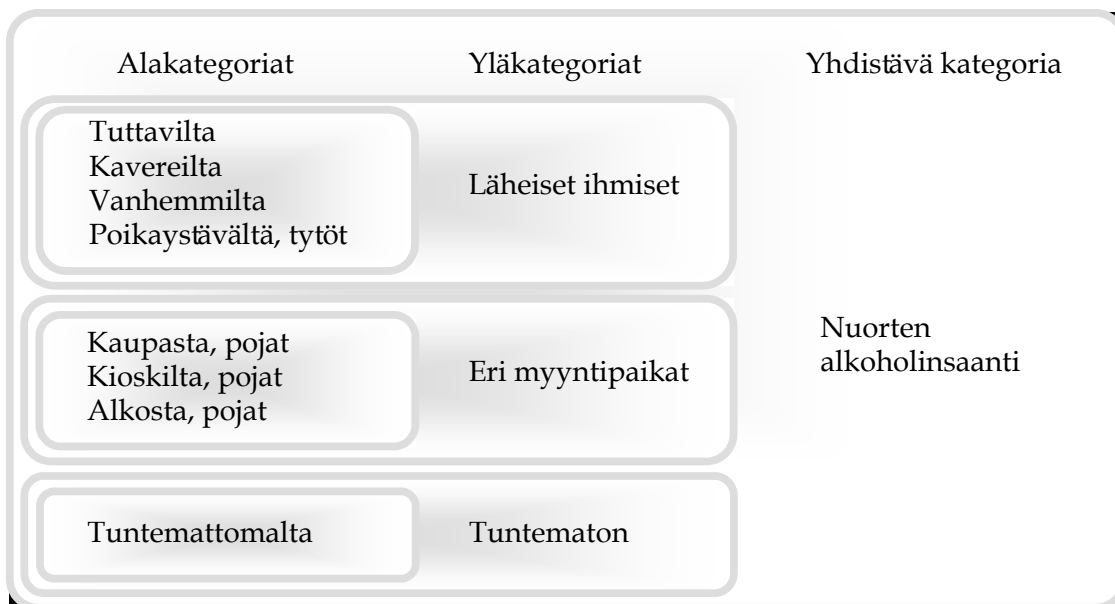 Alakategoriat Yläkategoriat Yhdistävä kategoria
Tuttavilta
Kavereilta
Vanhemmilta
Poikaystävältä, tytöt
Läheiset ihmiset
Kaupasta, pojat
Kioskilta, pojat
Alkosta, pojat
Eri myyntipaikat
Tuntemattomalta
Tuntematon
Nuorten
alkoholinsaanti